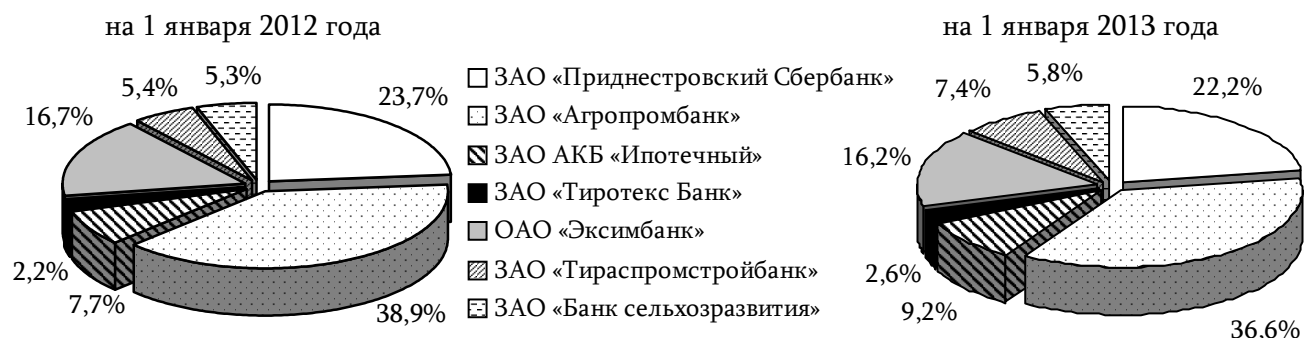 на 1 января 2012 года
5,3%
5,4%
23,7%
16,7%
2,2%
7,7%
38,9%
ЗАО «Приднестровский Сбербанк»
ЗАО «Агропромбанк»
ЗАО АКБ «Ипотечный»
ЗАО «Тиротекс Банк»
ОАО «Эксимбанк»
ЗАО «Тираспромстройбанк»
ЗАО «Банк сельхозразвития»
на 1 января 2013 года
5,8%
7,4%
22,2%
16,2%
2,6%
9,2%
36,6%